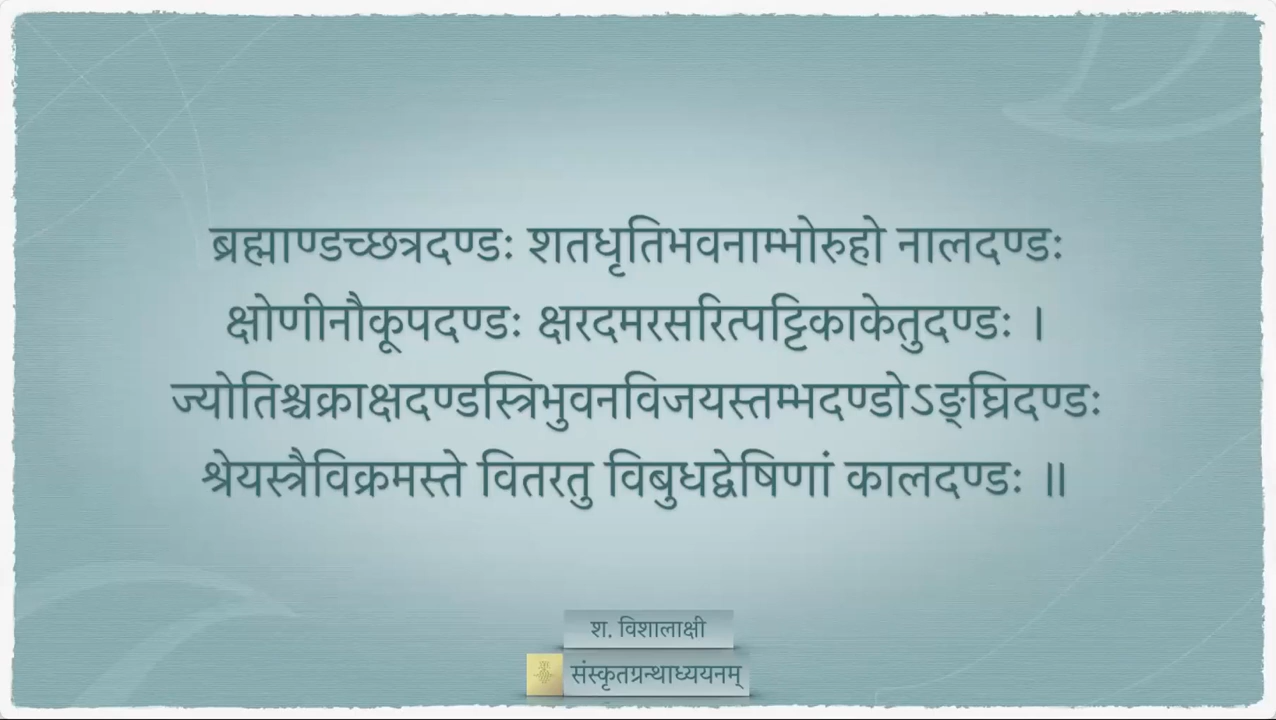 ब्रह्माण्डच्छत्रदण्डः शतधृतिभवनाम्भोरुहो नालदण्डः
क्षोणीनौकूपदण्डः क्षरदमरसरित्पट्टिकाकेतुदण्डः ।
ज्योतिश्चक्राक्षदण्डस्त्रिभुवनविजयस्तम्भदण्डोऽङ्घ्रिदण्डः
श्रेयस्त्रैविक्रमस्ते वितरतु विबुधद्वेषिणां कालदण्डः ॥
श. विशालाक्षी
संस्कृतग्रन्थाध्ययनम्